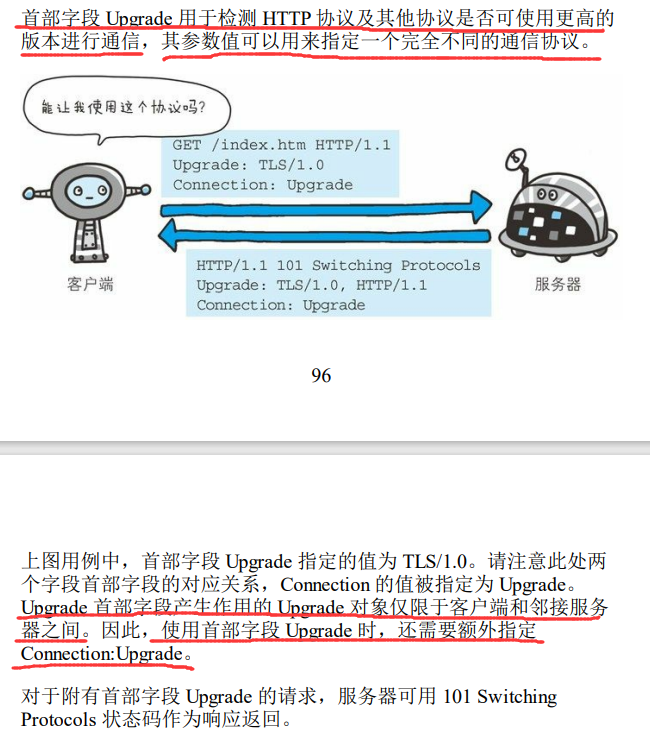 首部字段 Upgrade 用于检测 HTTP 协议及其他协议是否可使用更高的
版本进行通信，其参数值可以用来指定一个完全不同的通信协议。
能让我使用这个协议吗?
GET /index.htm HTTP/1.1
Upgrade: TLS/1.0
Connection: Upgrade
HTTP/1.1 101 Switching Protocols
Upgrade: TLS/1.0, HTTP/1.1
Connection: Upgrade
客户端
服务器
96
上图用例中，首部字段 Upgrade 指定的值为 TLS/1.0。请注意此处两
个字段首部字段的对应关系，Connection 的值被指定为 Upgrade。
Upgrade 首部字段产生作用的 Upgrade 对象仅限于客户端和邻接服务
器之间。因此，使用首部字段 Upgrade 时，还需要额外指定
Connection:Upgrade。
对于附有首部字段 Upgrade 的请求，服务器可用 101 Switching
Protocols 状态码作为响应返回。